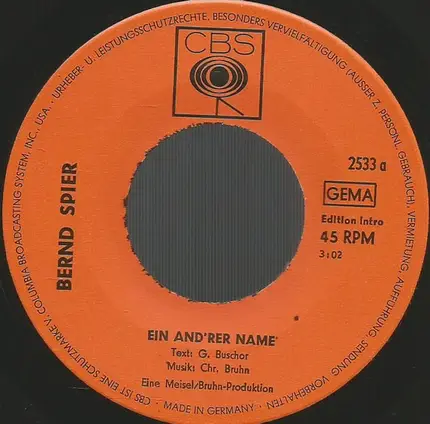 CBS
2533 a
GEMA
Edition Intro
45 RPM
3:02
BERND SPIER
EIN AND'RER NAME
Text: G. Buschor
Musik: Chr. Bruhn
Eine Meisel/Bruhn-Produktion
CBS IST EINE SCHUTZMARKE V. COLUMBIA BROADCASTING SYSTEM, INC., USA. • URHEBER- U. LEISTUNGSSCHUTZRECHTE, BESONDERS VERVIELFÄLTIGUNG (AUSSER Z. PERSONL. GEBRAUCH), VERMIETUNG, AUFFÜHRUNG, SENDUNG VORBEHALTEN • MADE IN GERMANY •